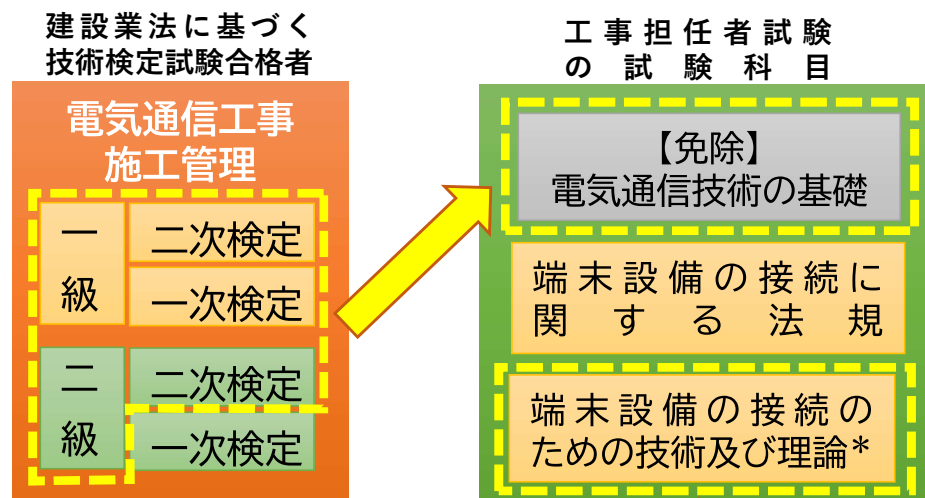 建設業法に基づく
技術検定試験合格者
電気通信工事
施工管理
一
級
二次検定
一次検定
二
級
二次検定
一次検定
工事担任者試験
の試験科目
【免除】
電気通信技術の基礎
端末設備の接続に
関する法規
端末設備の接続の
ための技術及び理論*